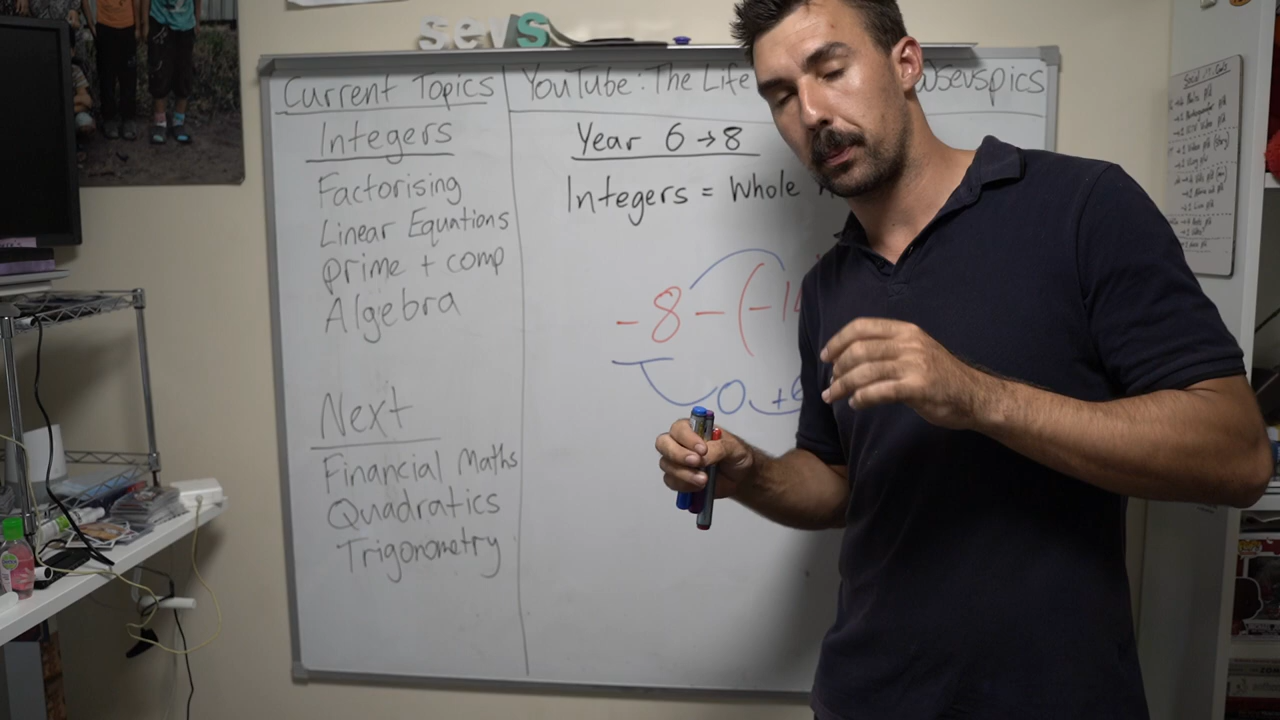 sevs
Current Topics
Integers
Factorising
Linear Equations
prime + comp
Algebra
Next
Financial Maths
Quadratics
Trigonometry
YouTube: The Life
sevspics
Year 6 → 8
Integers = Whole
-8 - (-1
0 +6